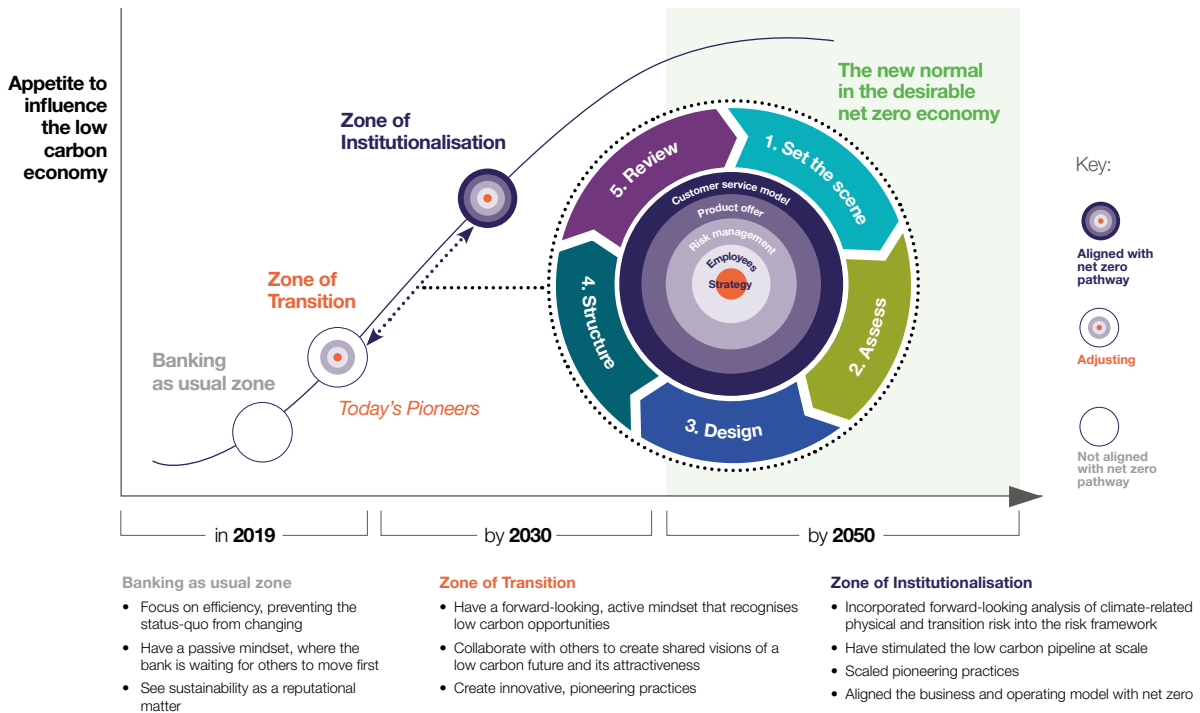 Appetite to
influence
the low
carbon
economy
Zone of
Institutionalisation
The new normal
in the desirable
net zero economy
Zone of
Transition
Banking
as usual zone
Today's Pioneers
1. Set the scene
2. Assess
3. Design
4. Structure
5. Review
Customer service model
Product offer
Risk management
Employees
Strategy
Key:
Aligned with
net zero
pathway
Adjusting
Not aligned
with net zero
pathway
in 2019
by 2030
by 2050
Banking as usual zone
• Focus on efficiency, preventing the
status-quo from changing
• Have a passive mindset, where the
bank is waiting for others to move first
• See sustainability as a reputational
matter
Zone of Transition
• Have a forward-looking, active mindset that recognises
low carbon opportunities
• Collaborate with others to create shared visions of a
low carbon future and its attractiveness
• Create innovative, pioneering practices
Zone of Institutionalisation
• Incorporated forward-looking analysis of climate-related
physical and transition risk into the risk framework
• Have stimulated the low carbon pipeline at scale
• Scaled pioneering practices
• Aligned the business and operating model with net zero